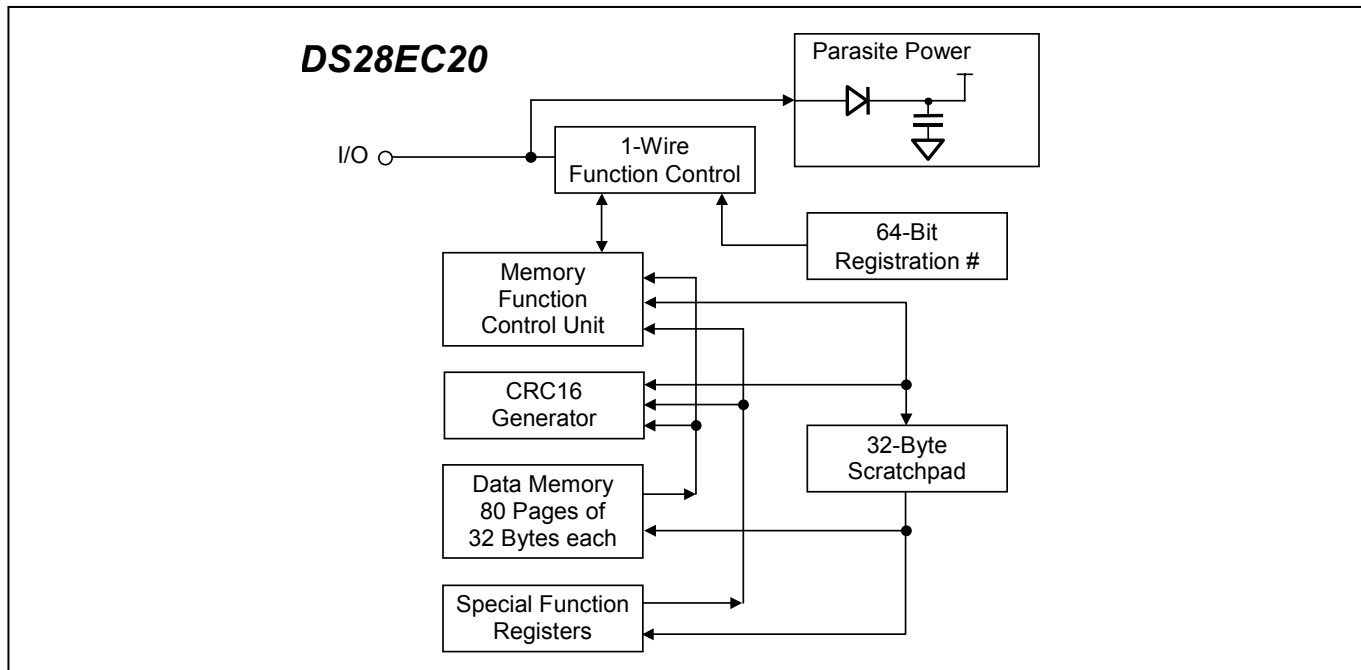 DS28EC20
Parasite Power
I/O
1-Wire
Function Control
64-Bit
Registration #
Memory
Function
Control Unit
CRC16
Generator
32-Byte
Scratchpad
Data Memory
80 Pages of
32 Bytes each
Special Function
Registers